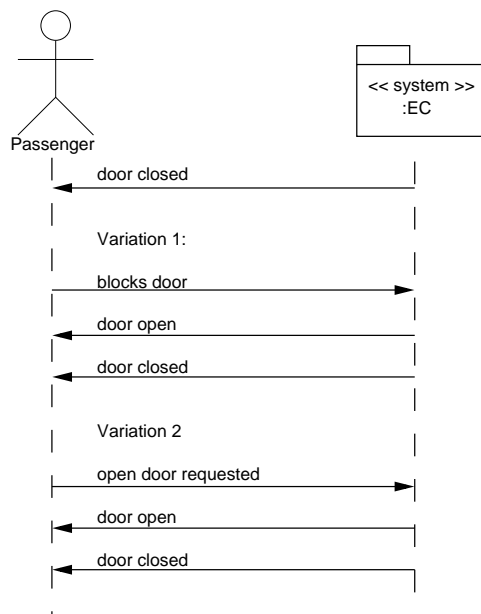 << system >>
:EC
Passenger
door closed
Variation 1:
blocks door
door open
door closed
Variation 2
open door requested
door open
door closed